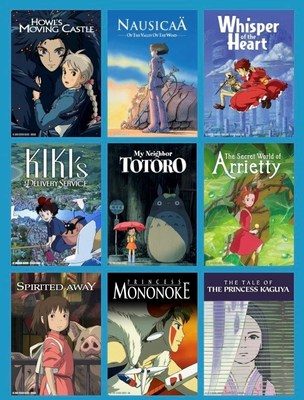 HOWL'S
MOVING CASTLE
NAUSICAÄ
OF THE VALLEY OF THE WIND
Whisper
of the
Heart
KIKI's
DELIVERY SERVICE
My Neighbor
TOTORO
The Secret World of
Arrietty
SPIRITED AWAY
PRINCESS
MONONOKE
THE TALE OF
THE PRINCESS KAGUYA